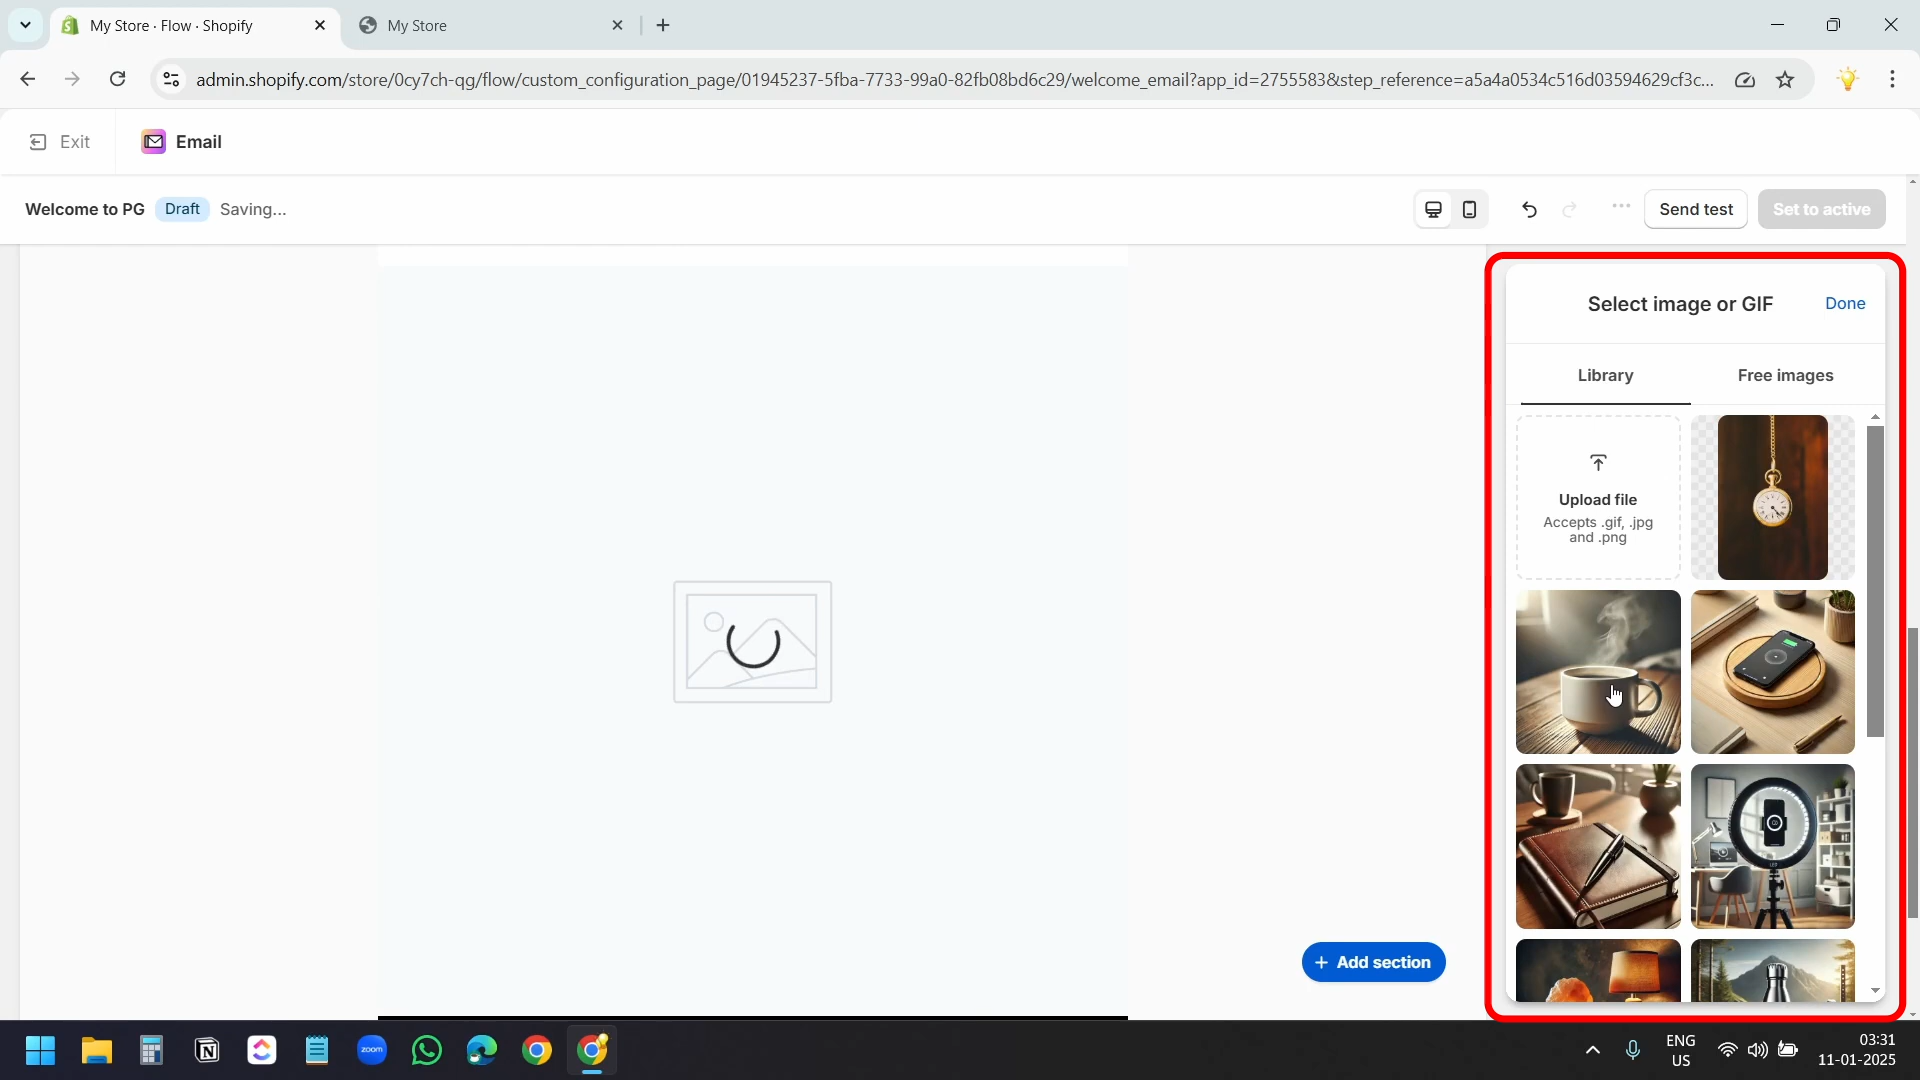 My Store · Flow · Shopify
My Store
admin.shopify.com/store/0cy7ch-qg/flow/custom_configuration_page/01945237-5fba-7733-99a0-82fb08bd6c29/welcome_email?app_id=2755583&step_reference=a5a4a0534c516d03594629cf3c...
Exit
Email
Welcome to PG
Draft
Saving...
Send test
Set to active
Select image or GIF
Done
Library
Free images
Upload file
Accepts .gif, .jpg
and .png
+ Add section
zoom
ENG
US
03:31
11-01-2025